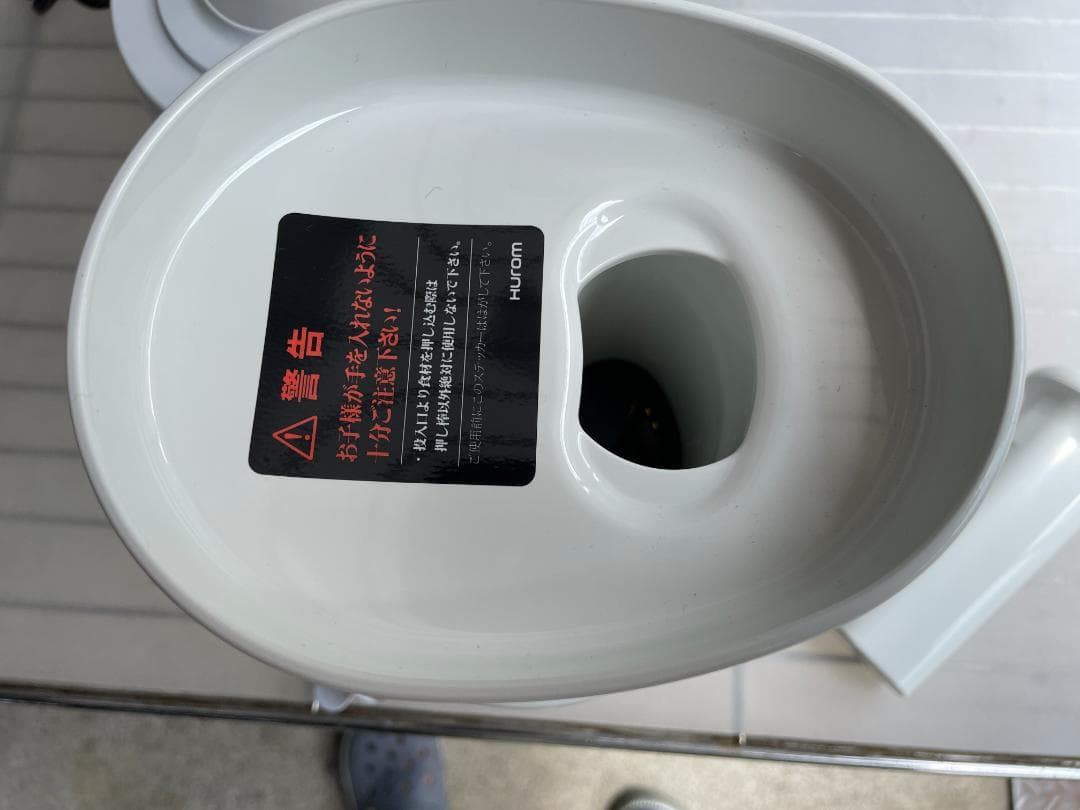 警告
お子様が手を入れないように
十分ご注意下さい!
・投入口より食材を押し込む際は
押し棒以外絶対に使用しないで下さい。
ご使用前にこのステッカーははがして下さい。
Hurom